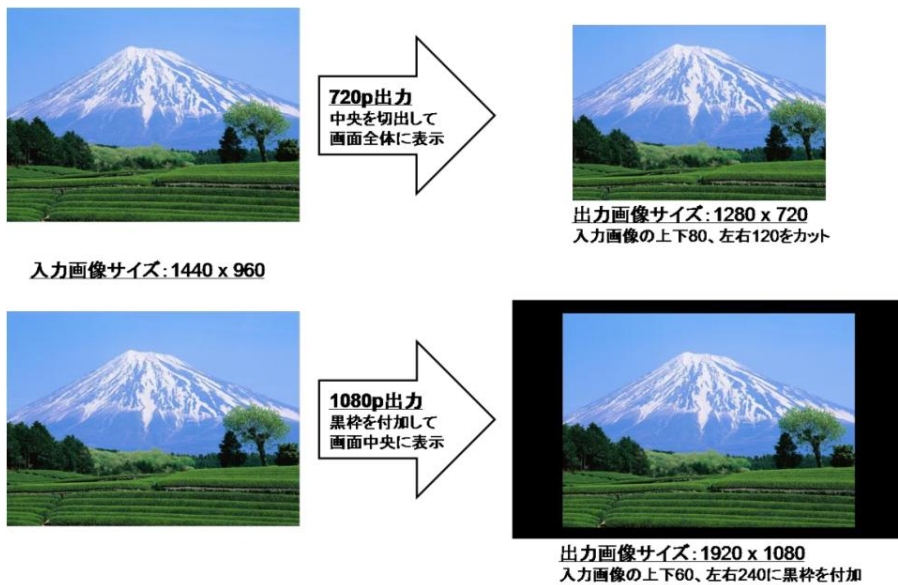 720p出力
中央を切出して
画面全体に表示
出力画像サイズ:1280 x 720
入力画像の上下80、左右120をカット
入力画像サイズ:1440 x 960
1080p出力
黒枠を付加して
画面中央に表示
出力画像サイズ:1920 x 1080
入力画像の上下60、左右240に黒枠を付加